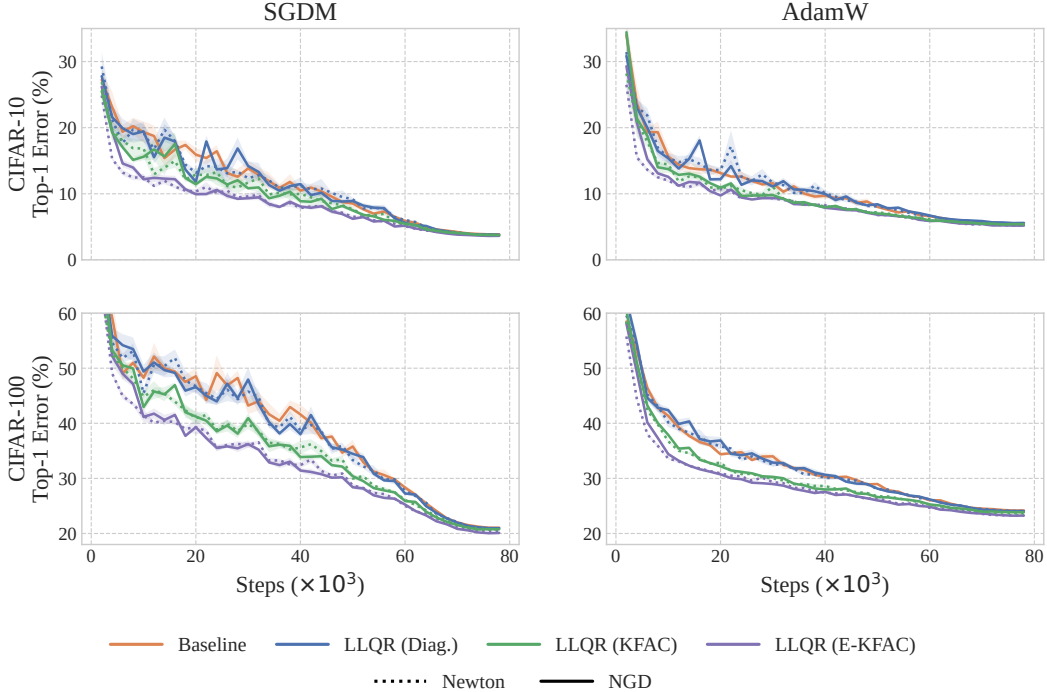 SGDM
AdamW
CIFAR-10
Top-1 Error (%)
30
20
10
0
30
20
10
0
CIFAR-100
Top-1 Error (%)
60
50
40
30
20
60
50
40
30
20
0 20 40 60 80
0 20 40 60 80
Steps (×10³)
Steps (×10³)
Baseline LLQR (Diag.) LLQR (KFAC) LLQR (E-KFAC)
Newton NGD